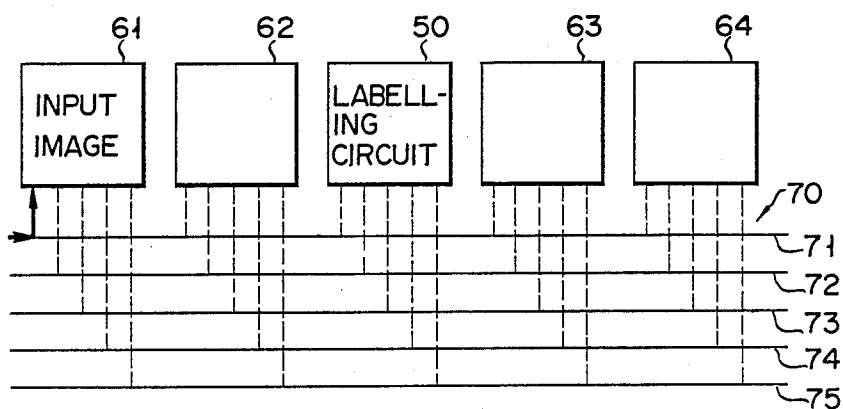 61
62
50
63
64
INPUT
IMAGE
LABELL-
ING
CIRCUIT
70
71
72
73
74
75